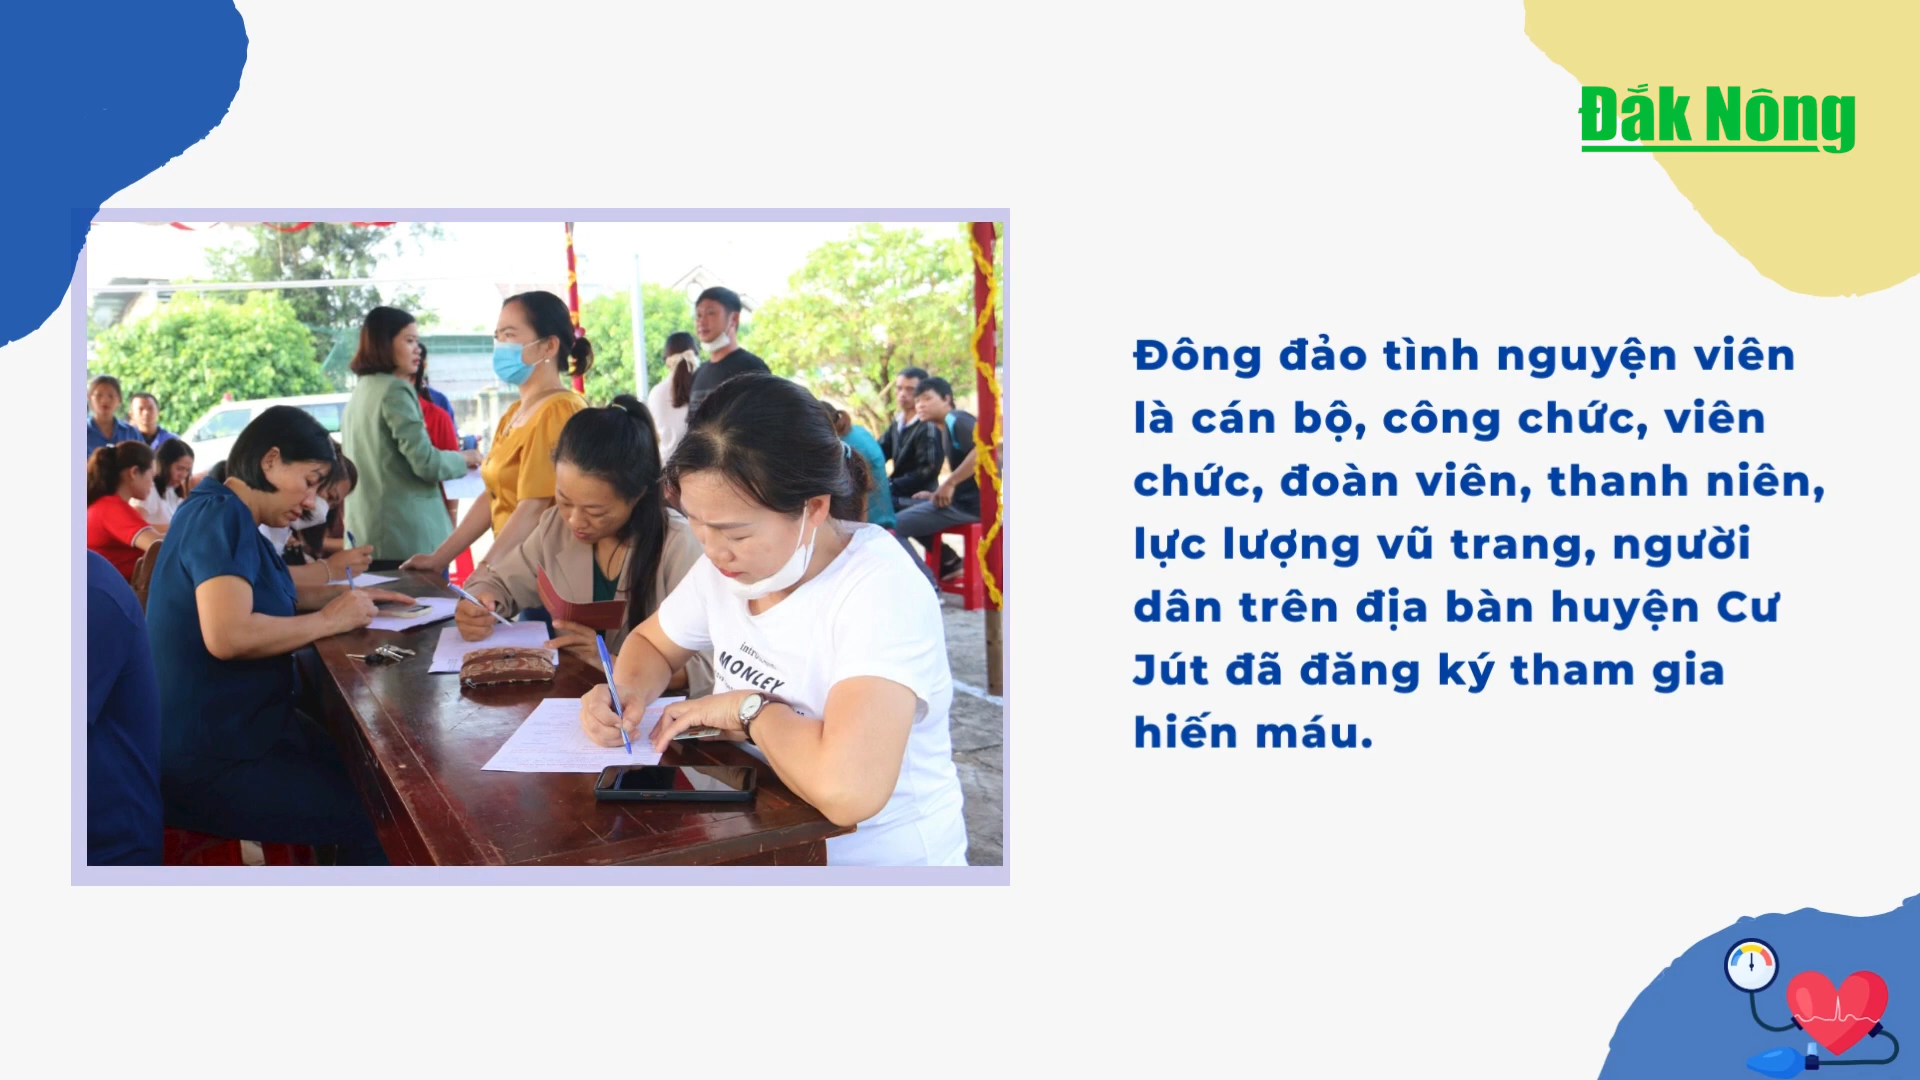 Đắk Nông
Đông đảo tình nguyện viên
là cán bộ, công chức, viên
chức, đoàn viên, thanh niên,
lực lượng vũ trang, người
dân trên địa bàn huyện Cư
Jút đã đăng ký tham gia
hiến máu.
MONLEY